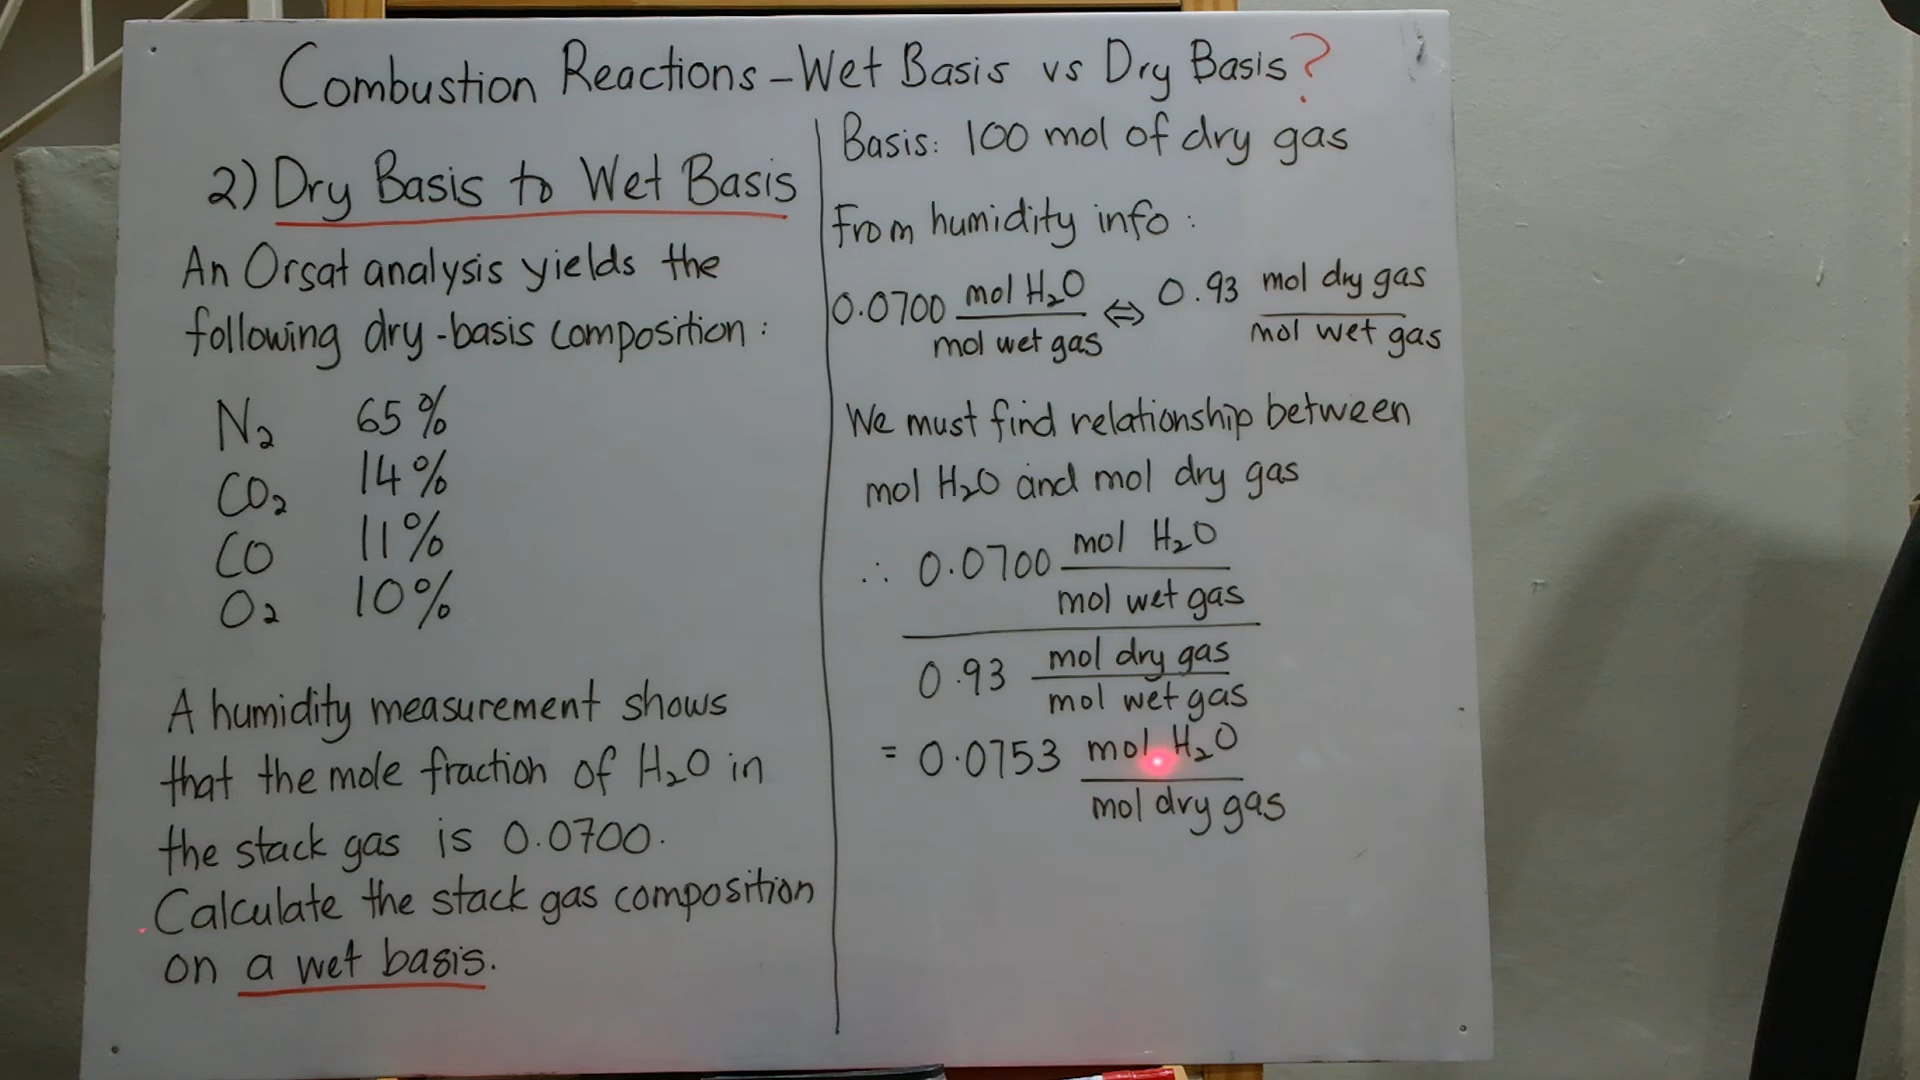 Combustion Reactions - Wet Basis vs Dry Basis?
2) Dry Basis to Wet Basis
An Orsat analysis yields the
following dry-basis composition:
N₂ 65%
CO₂ 14%
CO 11%
O₂ 10%
A humidity measurement shows
that the mole fraction of H₂O in
the stack gas is 0.0700.
Calculate the stack gas composition
on a wet basis.
Basis: 100 mol of dry gas
From humidity info:
0.0700 mol H₂O / mol wet gas ⇔ 0.93 mol dry gas / mol wet gas
We must find relationship between
mol H₂O and mol dry gas
∴ 0.0700 mol H₂O
mol wet gas
0.93 mol dry gas
mol wet gas
= 0.0753 mol H₂O
mol dry gas